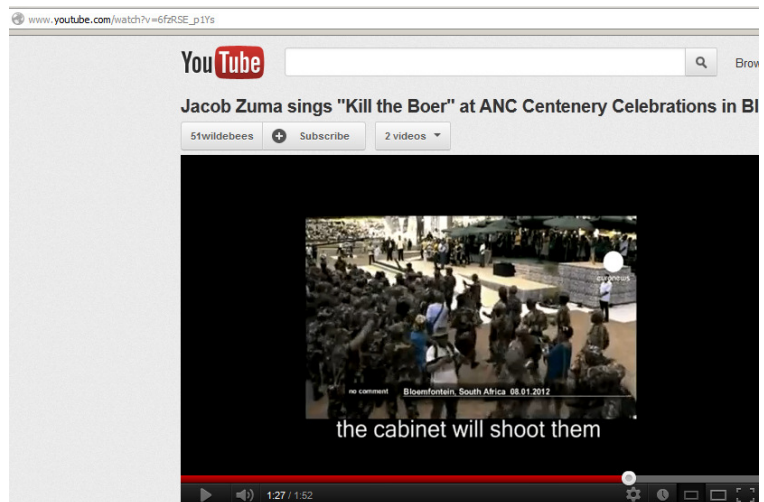 www.youtube.com/watch?v=6fzRSE_p1Ys
You Tube
Brow
Jacob Zuma sings "Kill the Boer" at ANC Centenery Celebrations in Bl
51wildebees Subscribe 2 videos
euronews
no comment Bloemfontein, South Africa 08.01.2012
the cabinet will shoot them
1:27 / 1:52